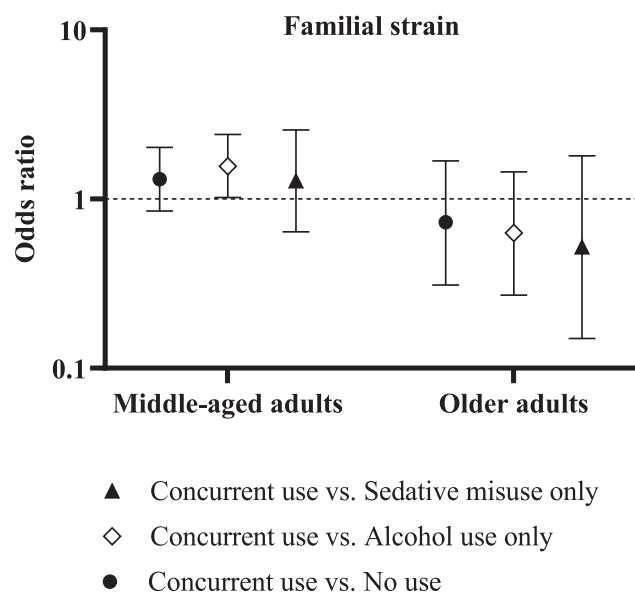 Familial strain
10
1
0.1
Odds ratio
Middle-aged adults
Older adults
Concurrent use vs. Sedative misuse only
Concurrent use vs. Alcohol use only
Concurrent use vs. No use